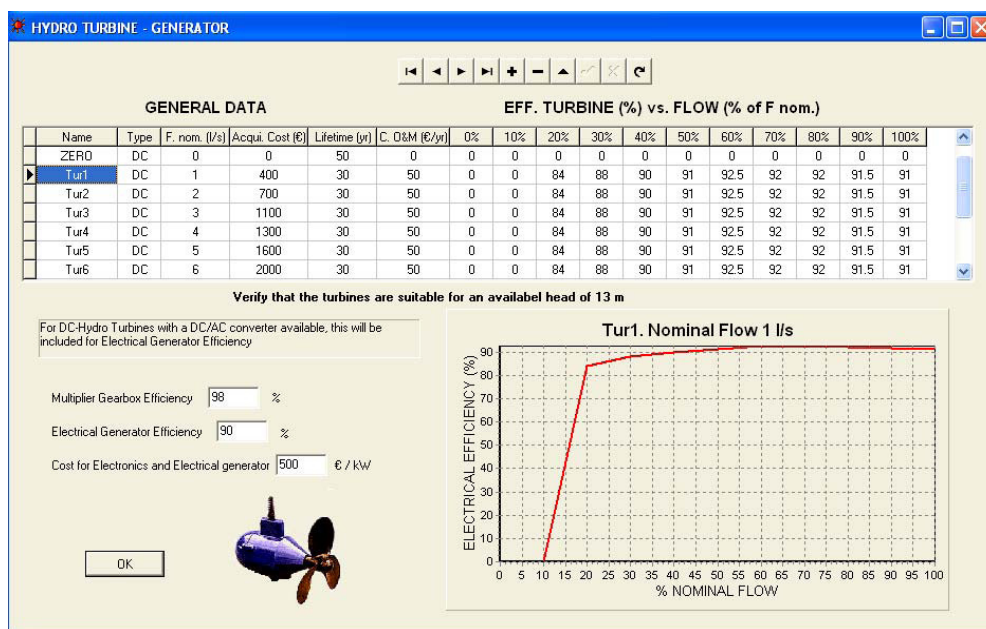 HYDRO TURBINE - GENERATOR
GENERAL DATA
EFF. TURBINE (%) vs. FLOW (% of F nom.)
Name Type F. nom. (l/s) Acqui. Cost (€) Lifetime (yr) C. O&M (€/yr) 0% 10% 20% 30% 40% 50% 60% 70% 80% 90% 100%
ZERO DC 0 0 50 0 0 0 0 0 0 0 0 0 0 0 0
Tur1 DC 1 400 30 50 0 0 84 88 90 91 92.5 92 92 91.5 91
Tur2 DC 2 700 30 50 0 0 84 88 90 91 92.5 92 92 91.5 91
Tur3 DC 3 1100 30 50 0 0 84 88 90 91 92.5 92 92 91.5 91
Tur4 DC 4 1300 30 50 0 0 84 88 90 91 92.5 92 92 91.5 91
Tur5 DC 5 1600 30 50 0 0 84 88 90 91 92.5 92 92 91.5 91
Tur6 DC 6 2000 30 50 0 0 84 88 90 91 92.5 92 92 91.5 91
Verify that the turbines are suitable for an availabel head of 13 m
For DC-Hydro Turbines with a DC/AC converter available, this will be
included for Electrical Generator Efficiency
Multiplier Gearbox Efficiency 98 %
Electrical Generator Efficiency 90 %
Cost for Electronics and Electrical generator 500 € / kW
OK
Tur1. Nominal Flow 1 l/s
ELECTRICAL EFFICIENCY (%)
90
80
70
60
50
40
30
20
10
0
0 5 10 15 20 25 30 35 40 45 50 55 60 65 70 75 80 85 90 95 100
% NOMINAL FLOW